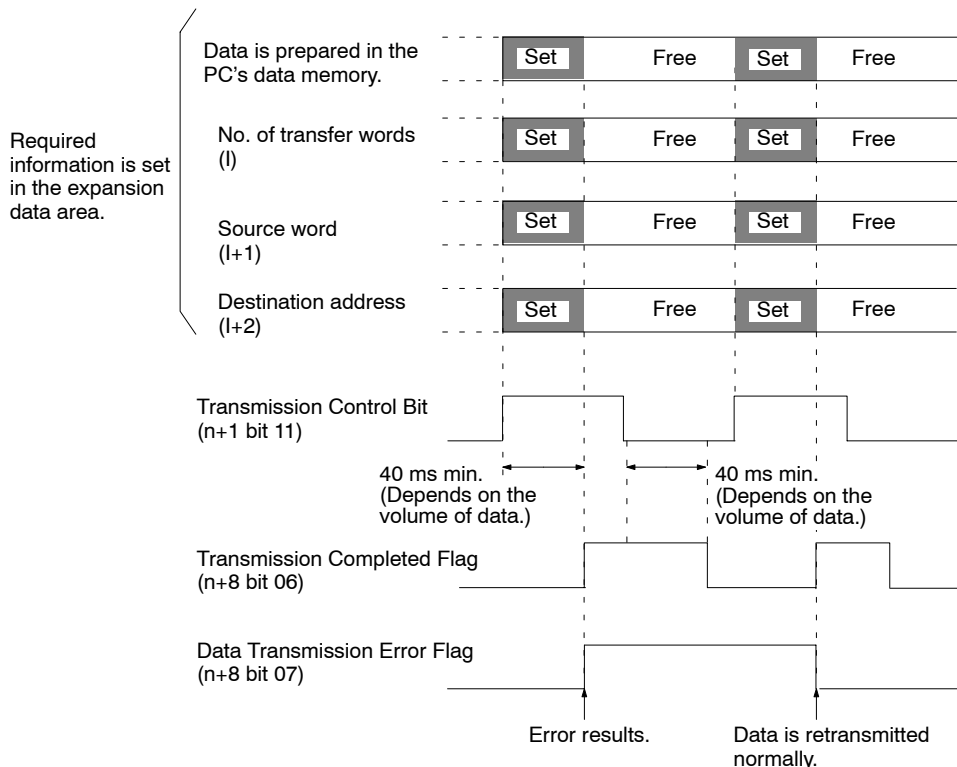 Data is prepared in the
PC's data memory.
Set Free Set Free
Required
information is set
in the expansion
data area.
No. of transfer words
(I)
Set Free Set Free
Source word
(I+1)
Set Free Set Free
Destination address
(I+2)
Set Free Set Free
Transmission Control Bit
(n+1 bit 11)
40 ms min.
(Depends on the
volume of data.)
40 ms min.
(Depends on the
volume of data.)
Transmission Completed Flag
(n+8 bit 06)
Data Transmission Error Flag
(n+8 bit 07)
Error results.
Data is retransmitted
normally.